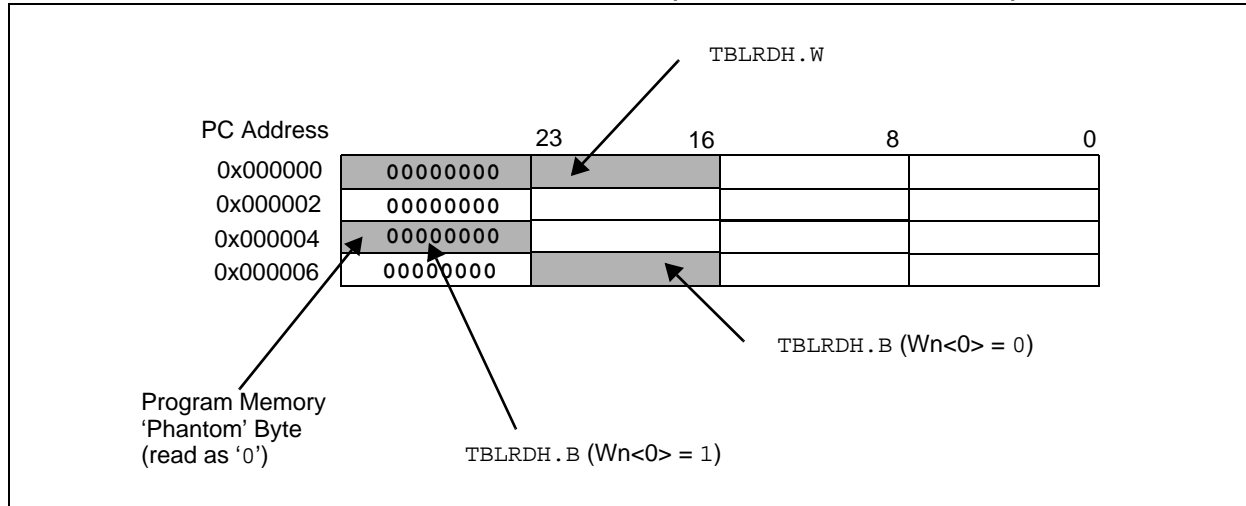 TBLRDH.W
PC Address
23 16 8 0
0x000000 00000000
0x000002 00000000
0x000004 00000000
0x000006 00000000
TBLRDH.B (Wn<0> = 0)
Program Memory
‘Phantom’ Byte
(read as ‘0’)
TBLRDH.B (Wn<0> = 1)